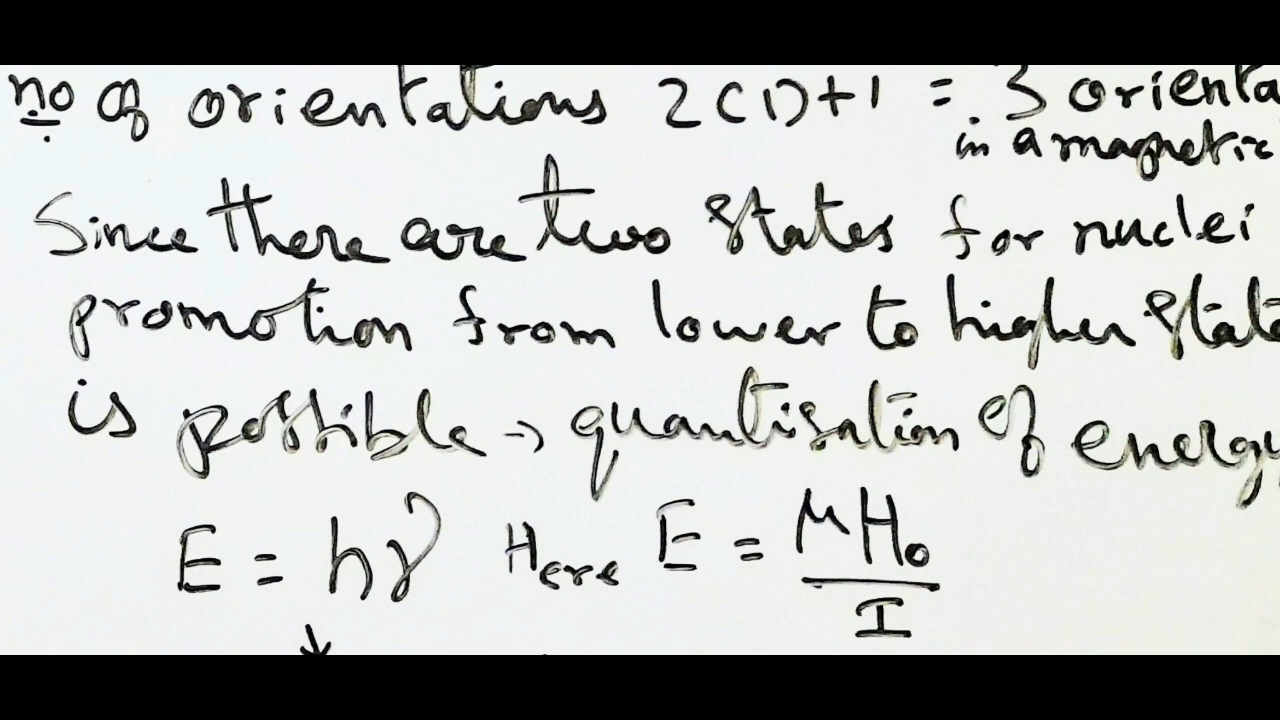 no of orientations 2(1)+1 = 3 orienta
in a magnetic
Since there are two states for nuclei
promotion from lower to higher state
is possible → quantisation of energy
E = hγ Here E = μH₀/I
↓